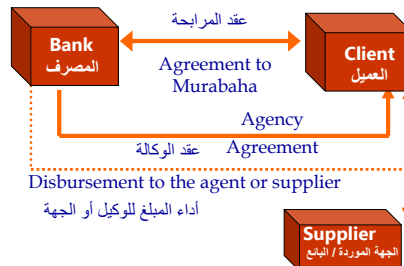 عقد المرابحة
Bank
المصرف
Client
العميل
Agreement to
Murabaha
Agency
عقد الوكالة Agreement
Disbursement to the agent or supplier
أداء المبلغ للوكيل أو الجهة
Supplier
الجهة الموردة / البائع